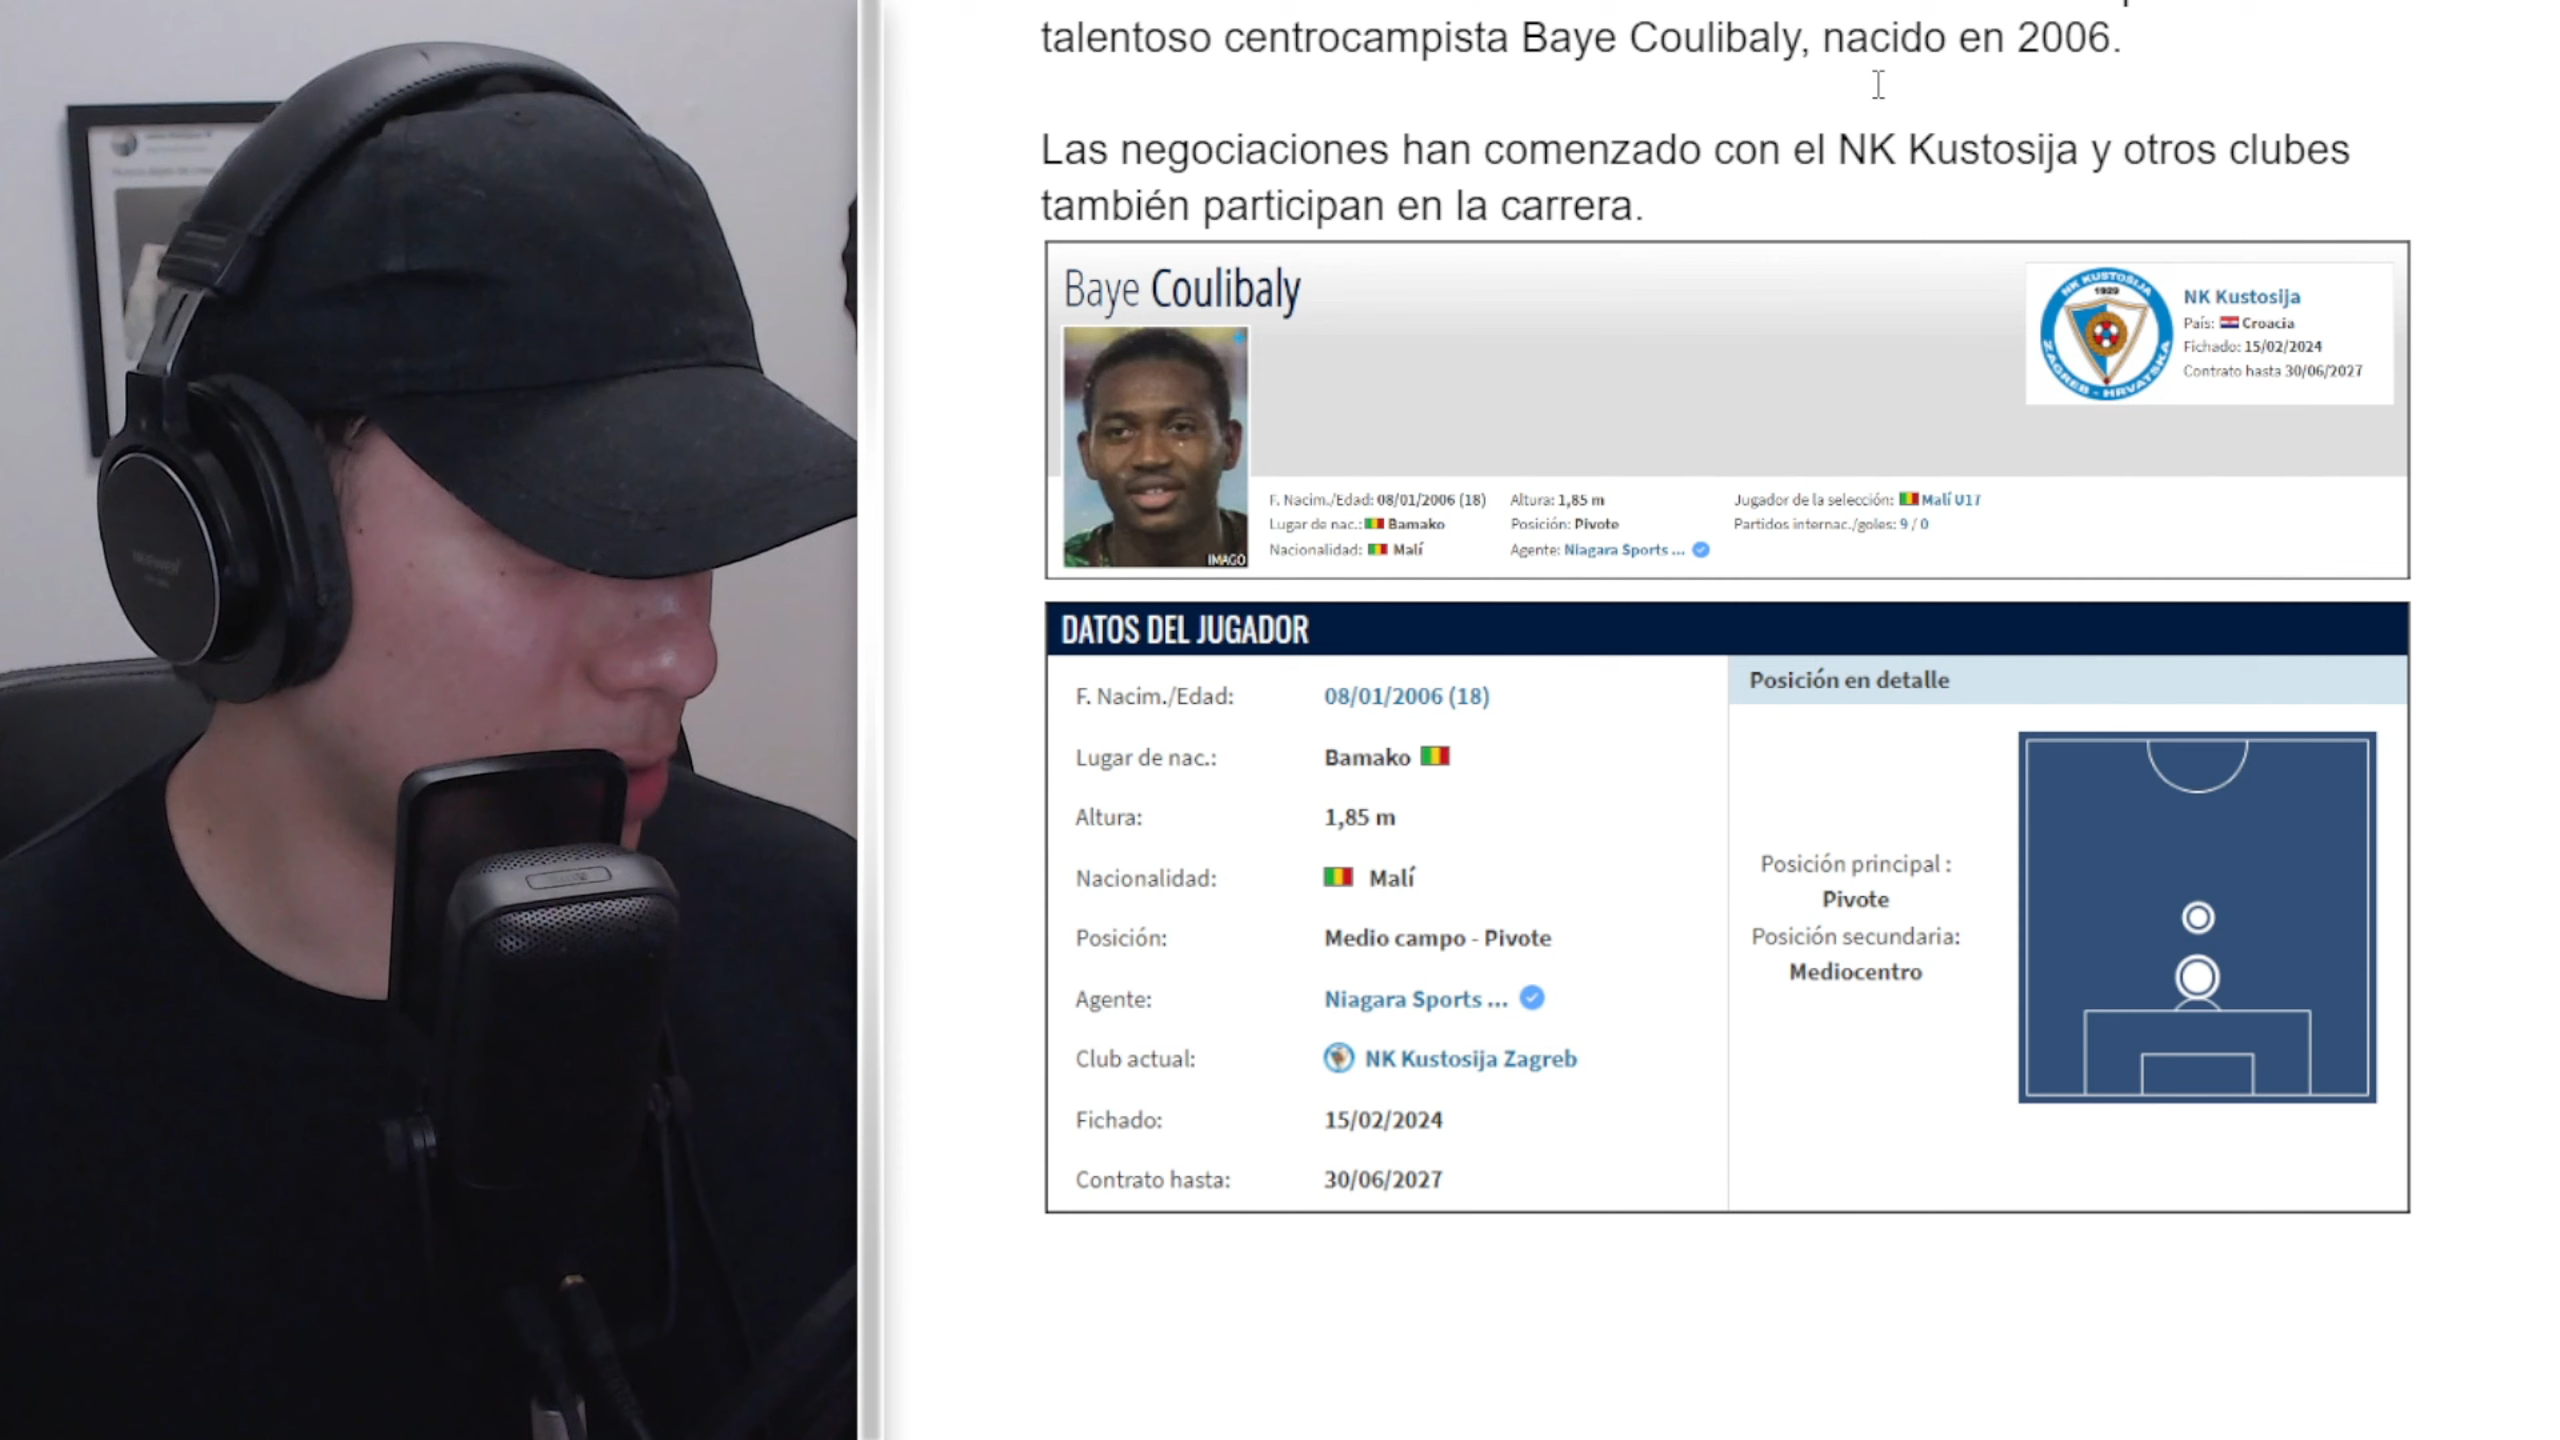 talentoso centrocampista Baye Coulibaly, nacido en 2006.
Las negociaciones han comenzado con el NK Kustosija y otros clubes
también participan en la carrera.
Baye Coulibaly
NK KUSTOŠIJA
1929
ZAGREB - HRVATSKA
NK Kustosija
País: Croacia
Fichado: 15/02/2024
Contrato hasta 30/06/2027
IMAGO
F. Nacim./Edad: 08/01/2006 (18)
Lugar de nac.: Bamako
Nacionalidad: Malí
Altura: 1,85 m
Posición: Pivote
Agente: Niagara Sports ...
Jugador de la selección: Malí U17
Partidos internac./goles: 9 / 0
DATOS DEL JUGADOR
F. Nacim./Edad: 08/01/2006 (18)
Lugar de nac.: Bamako
Altura: 1,85 m
Nacionalidad: Malí
Posición: Medio campo - Pivote
Agente: Niagara Sports ...
Club actual: NK Kustosija Zagreb
Fichado: 15/02/2024
Contrato hasta: 30/06/2027
Posición en detalle
Posición principal :
Pivote
Posición secundaria:
Mediocentro